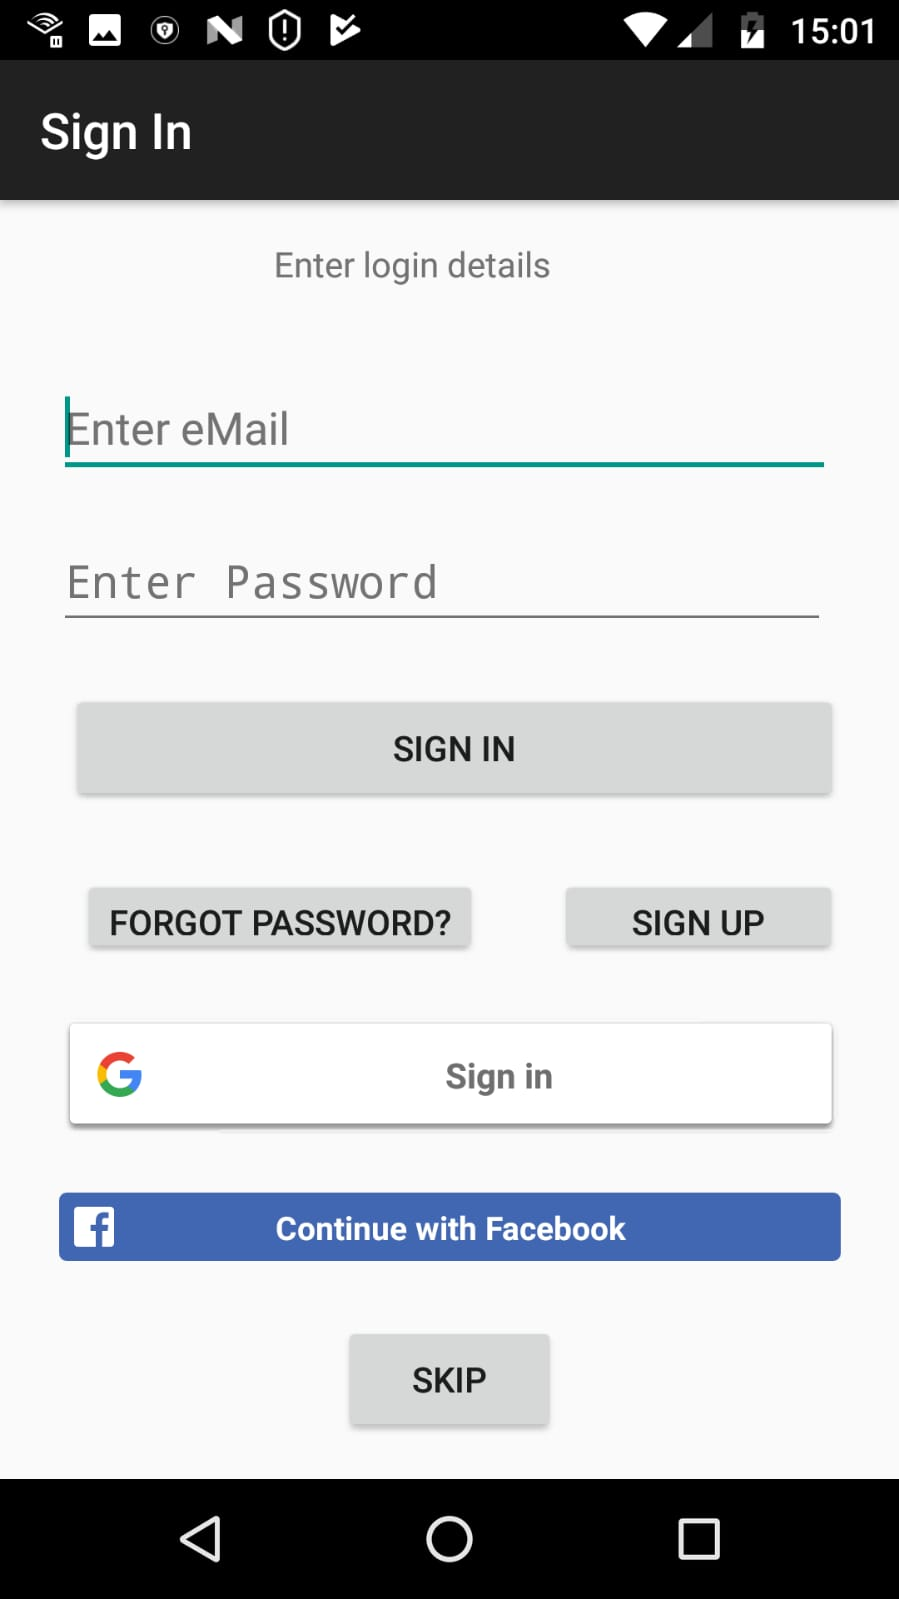 15:01
Sign In
Enter login details
Enter eMail
Enter Password
SIGN IN
FORGOT PASSWORD? SIGN UP
Sign in
Continue with Facebook
SKIP